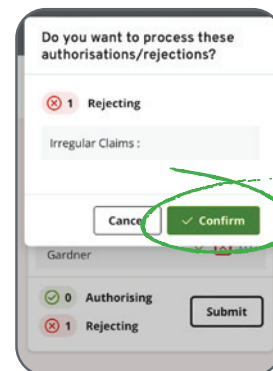 Do you want to process these
authorisations/rejections?
1 Rejecting
Irregular Claims :
Cancel
Confirm
Gardner
0 Authorising
1 Rejecting
Submit